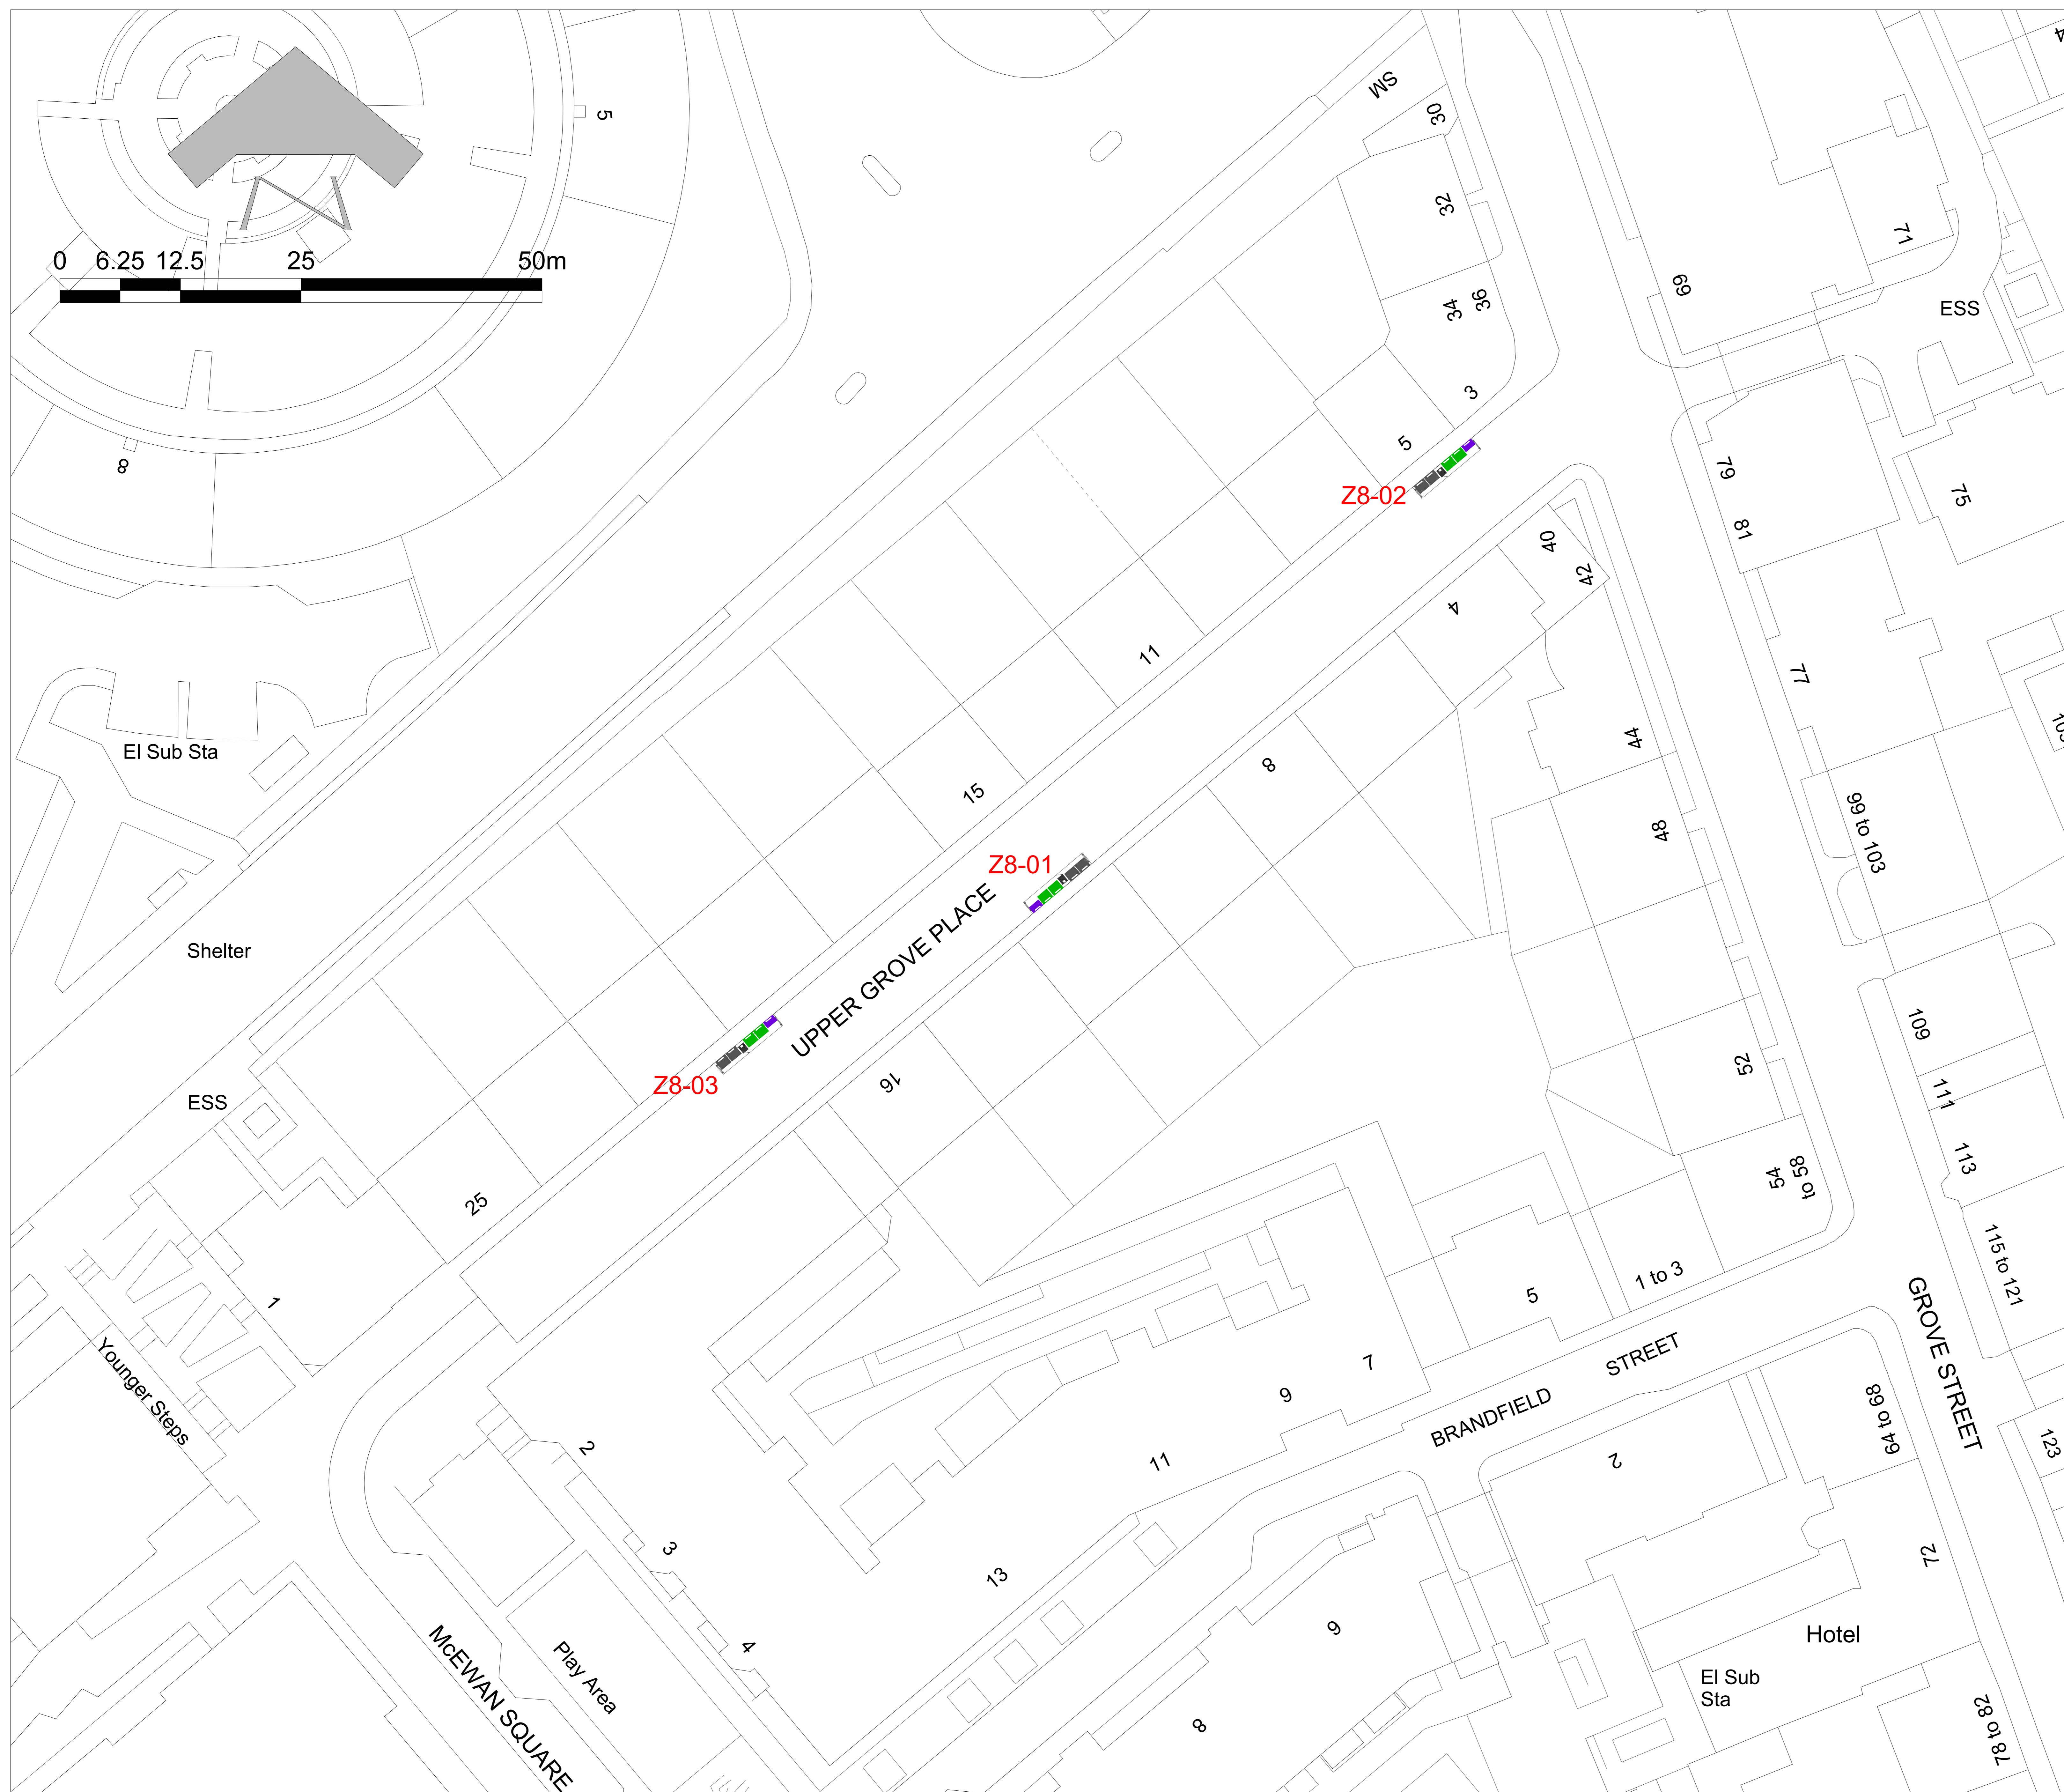 SM
30
5
32
71
0 6.25 12.5 25 50m
69
34
36
ESS
3
5
8
79
75
Z8-02
81
40
42
4
11
77
44
8
El Sub Sta
15
48
99 to 103
Z8-01
UPPER GROVE PLACE
Shelter
109
52
16
Z8-03
111
ESS
113
54
to 58
25
115 to 121
1 to 3
5
1
GROVE STREET
STREET
7
9
BRANDFIELD
Younger Steps
64 to 68
2
123
2
11
3
72
13
4
9
Hotel
El Sub
Sta
McEWAN SQUARE
Play Area
8
78 to 82